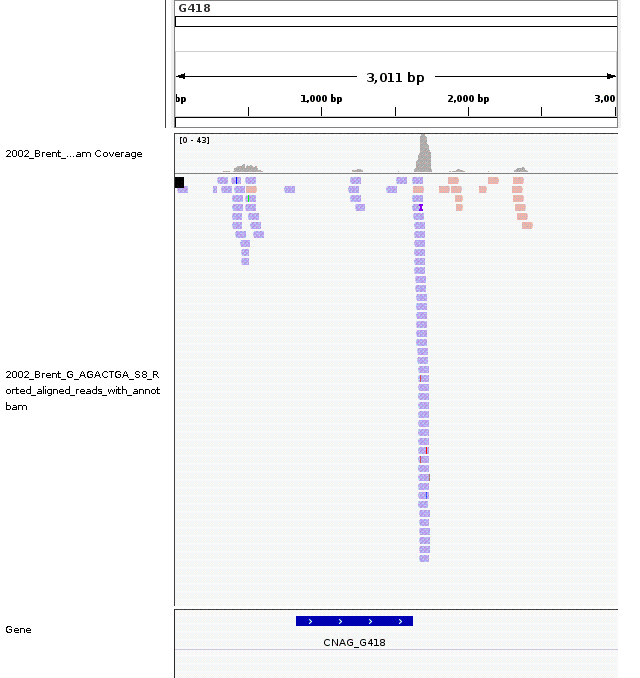 G418
3,011 bp
bp 1,000 bp 2,000 bp 3,00
[0 - 43]
2002_Brent_...am Coverage
2002_Brent_G_AGACTGA_S8_R
orted_aligned_reads_with_annot
bam
Gene
CNAG_G418